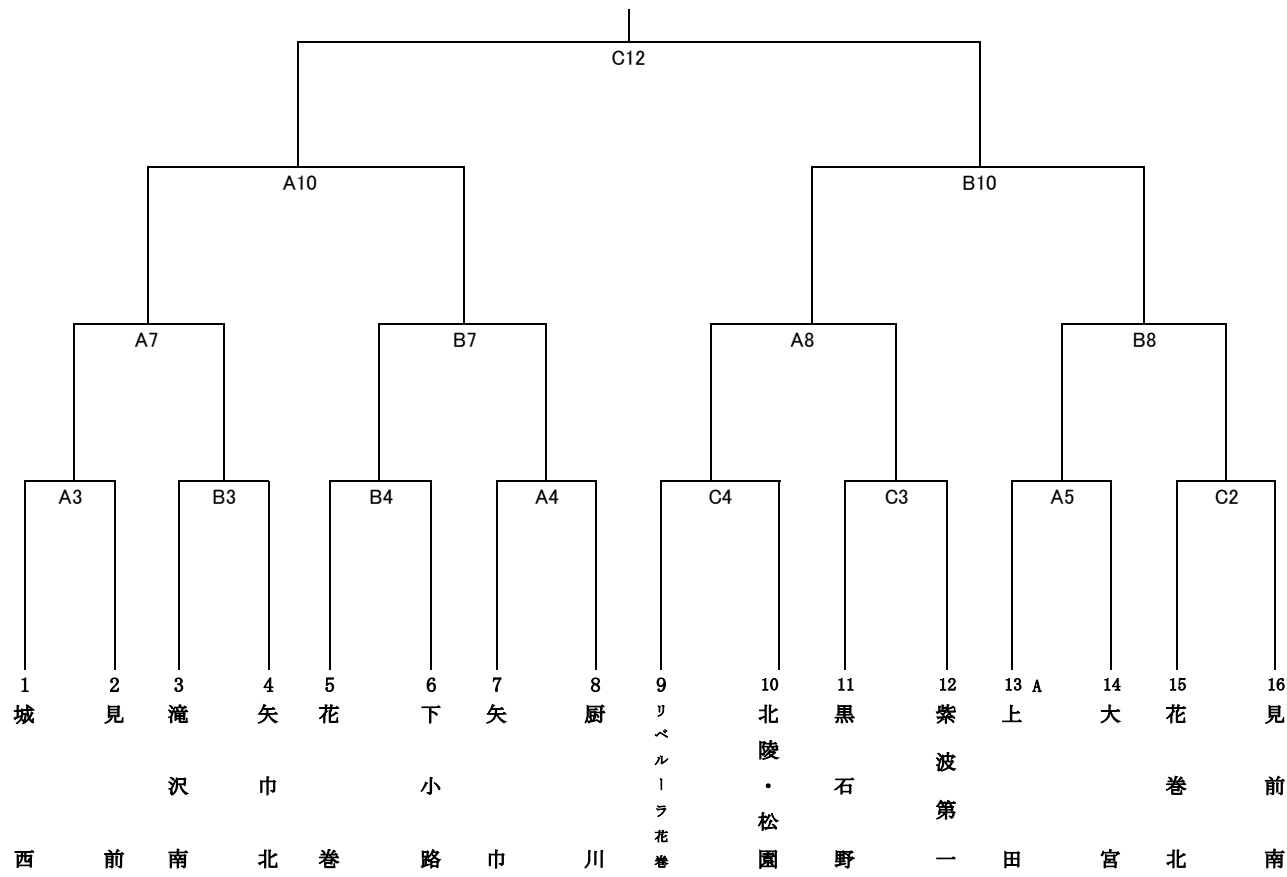 C12
A10
B10
A7
B7
A8
B8
A3
B3
B4
A4
C4
C3
A5
C2
1
城西
2
見前
3
滝沢南
4
矢巾北
5
花巻
6
下小路
7
矢巾
8
厨川
9
リベルーラ花巻
10
北陵・松園
11
黒石野
12
紫波第一
13 A
上田
14
大宮
15
花巻北
16
見前南